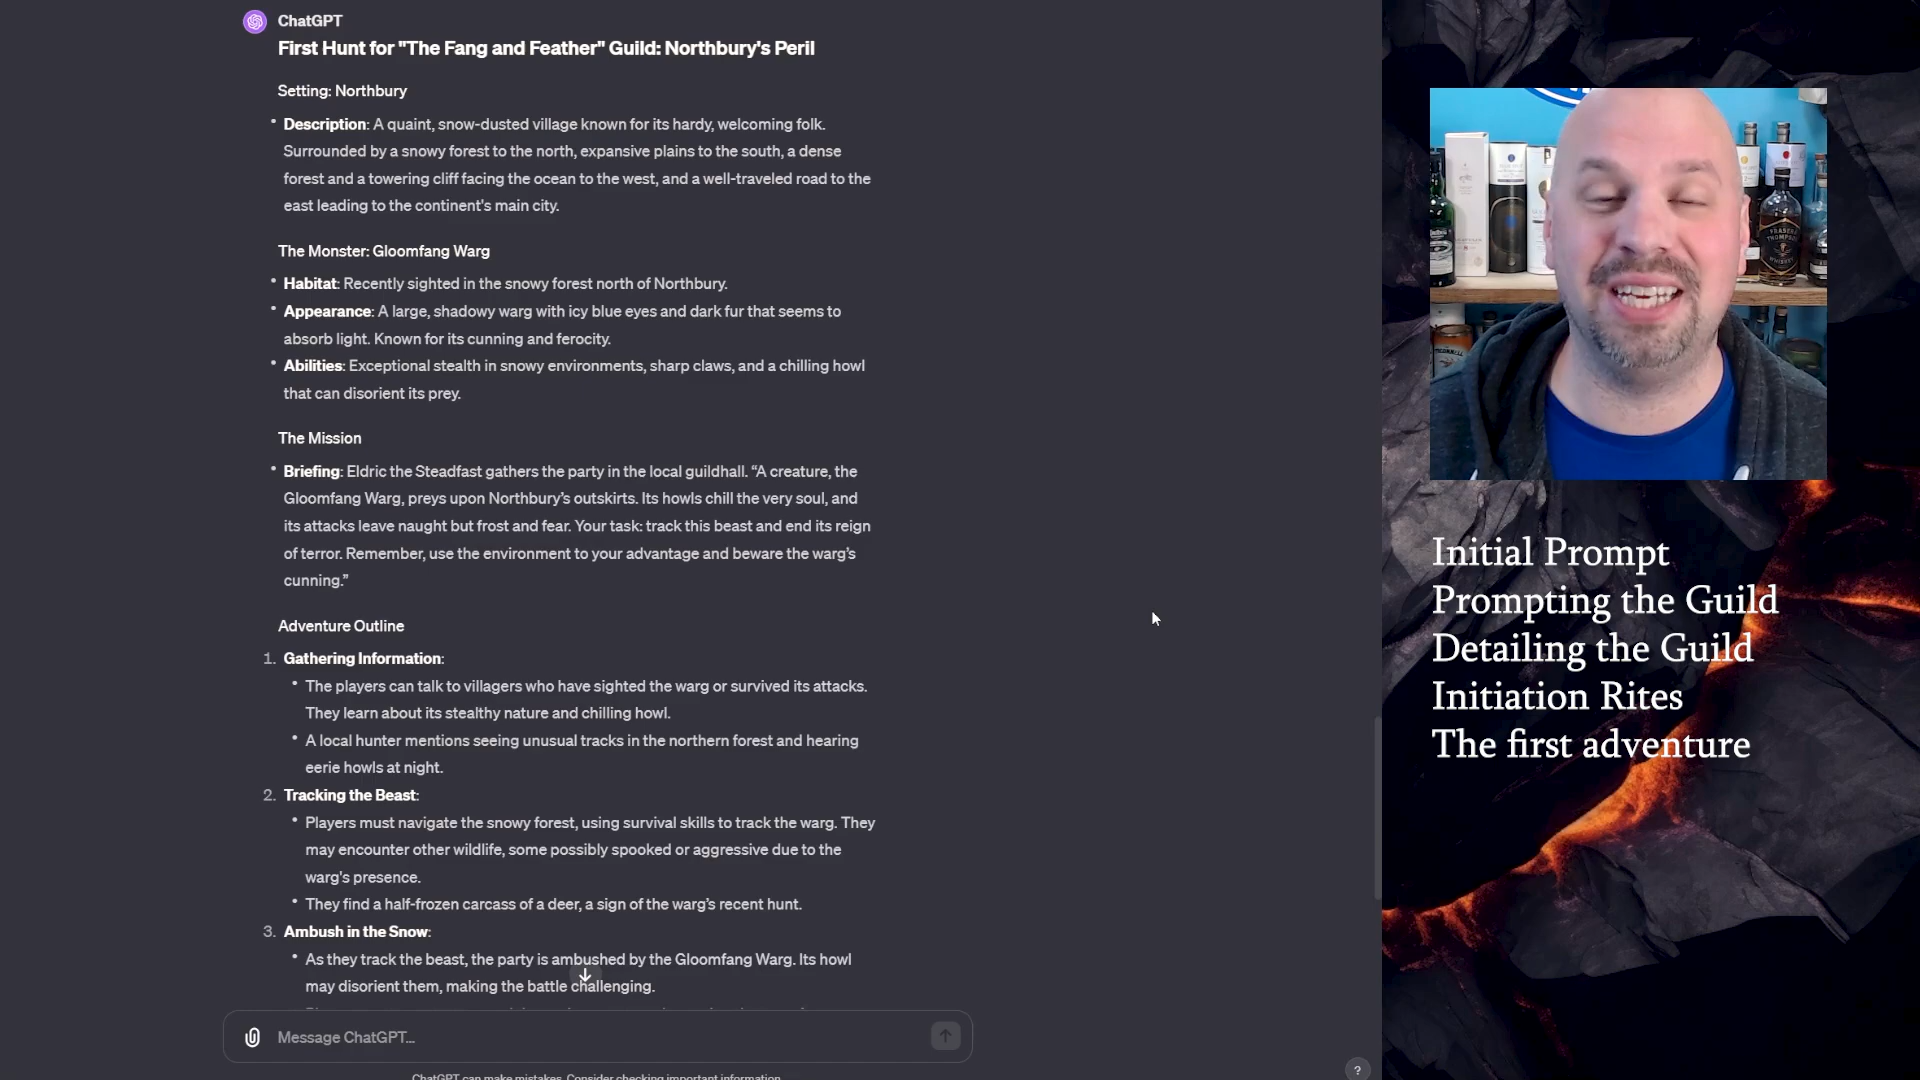 ChatGPT
First Hunt for "The Fang and Feather" Guild: Northbury's Peril
Setting: Northbury
• Description: A quaint, snow-dusted village known for its hardy, welcoming folk.
Surrounded by a snowy forest to the north, expansive plains to the south, a dense
forest and a towering cliff facing the ocean to the west, and a well-traveled road to the
east leading to the continent's main city.
The Monster: Gloomfang Warg
• Habitat: Recently sighted in the snowy forest north of Northbury.
• Appearance: A large, shadowy warg with icy blue eyes and dark fur that seems to
absorb light. Known for its cunning and ferocity.
• Abilities: Exceptional stealth in snowy environments, sharp claws, and a chilling howl
that can disorient its prey.
The Mission
• Briefing: Eldric the Steadfast gathers the party in the local guildhall. “A creature, the
Gloomfang Warg, preys upon Northbury’s outskirts. Its howls chill the very soul, and
its attacks leave naught but frost and fear. Your task: track this beast and end its reign
of terror. Remember, use the environment to your advantage and beware the warg’s
cunning.”
Adventure Outline
1. Gathering Information:
• The players can talk to villagers who have sighted the warg or survived its attacks.
They learn about its stealthy nature and chilling howl.
• A local hunter mentions seeing unusual tracks in the northern forest and hearing
eerie howls at night.
2. Tracking the Beast:
• Players must navigate the snowy forest, using survival skills to track the warg. They
may encounter other wildlife, some possibly spooked or aggressive due to the
warg's presence.
• They find a half-frozen carcass of a deer, a sign of the warg’s recent hunt.
3. Ambush in the Snow:
• As they track the beast, the party is ambushed by the Gloomfang Warg. Its howl
may disorient them, making the battle challenging.
Message ChatGPT...
ChatGPT can make mistakes. Consider checking important information.
?
FRASER &
THOMPSON
WHISKEY
Initial Prompt
Prompting the Guild
Detailing the Guild
Initiation Rites
The first adventure